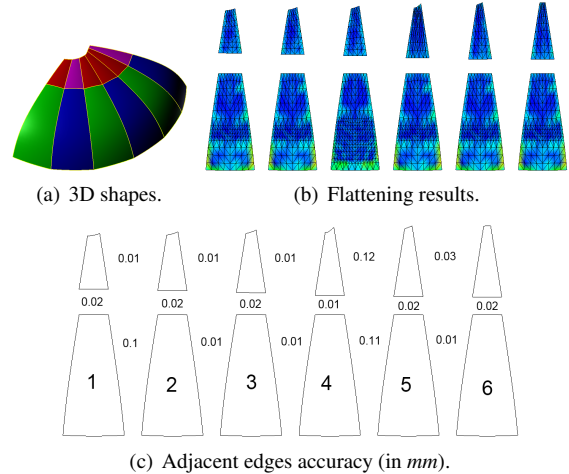 (a) 3D shapes.
(b) Flattening results.
0.01 0.01 0.01 0.12 0.03
0.02 0.02 0.02 0.01 0.02 0.02
0.1 0.01 0.01 0.11 0.01
1 2 3 4 5 6
(c) Adjacent edges accuracy (in mm).